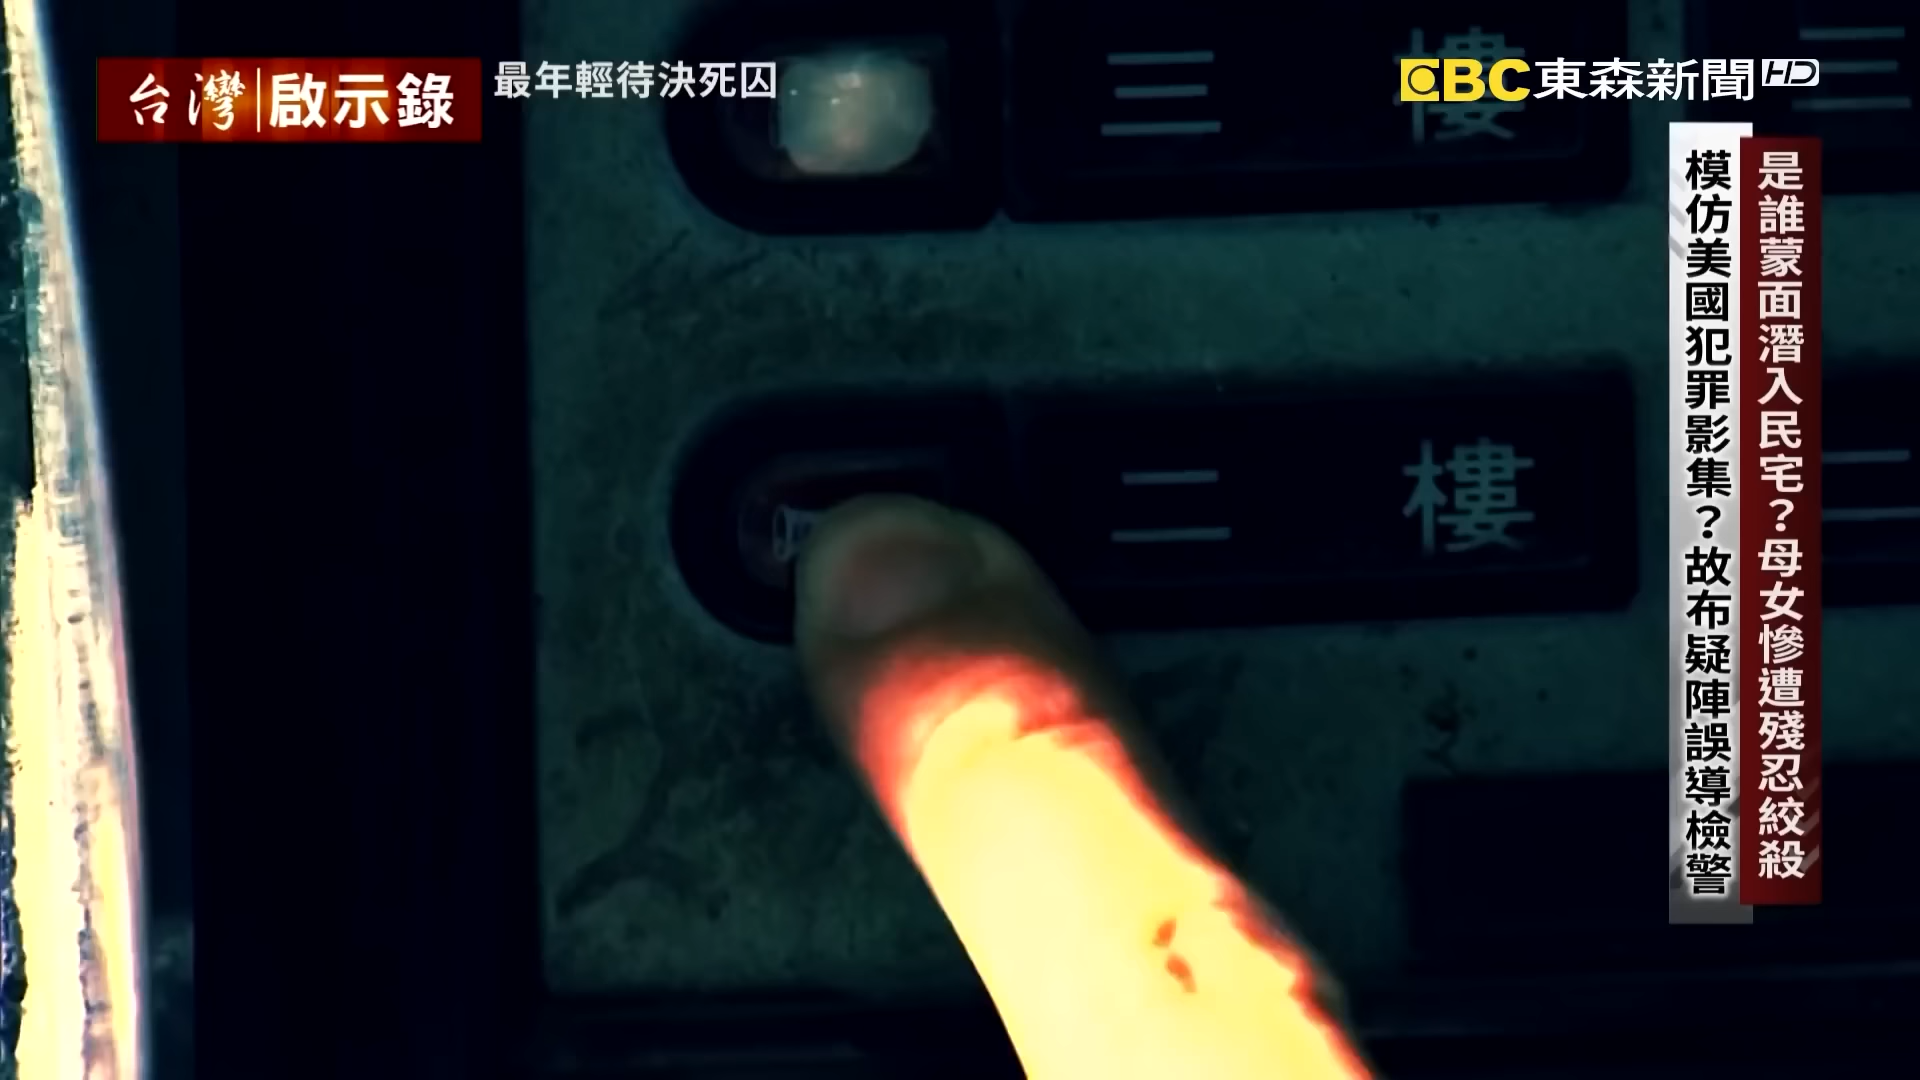 台灣 啟示錄
最年輕待決死囚
EBC東森新聞HD
是誰蒙面潛入民宅？母女慘遭殘忍絞殺
模仿美國犯罪影集？故布疑陣誤導檢警
三樓
二樓